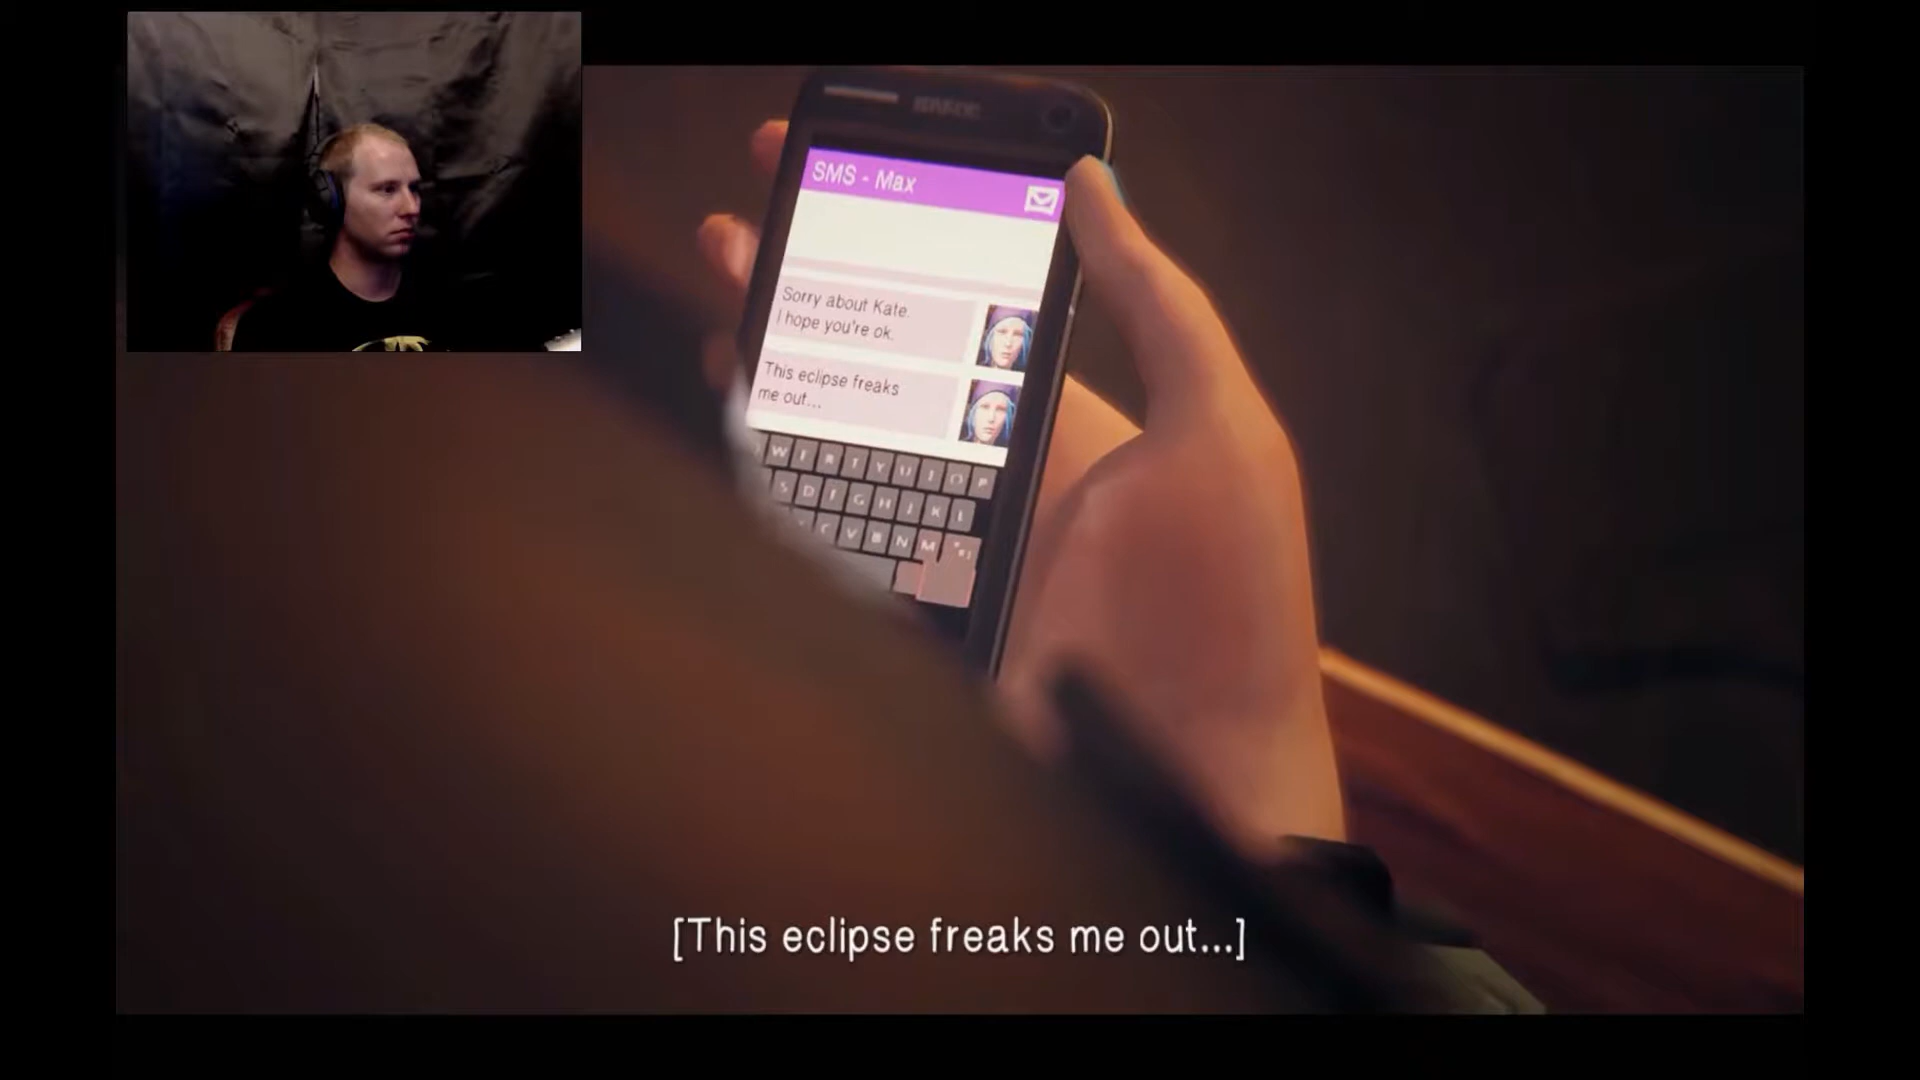 SMS - Max
Sorry about Kate.
I hope you're ok.
This eclipse freaks
me out...
W E R T Y U I O P
S D F G H J K L
C V B N M
[This eclipse freaks me out...]